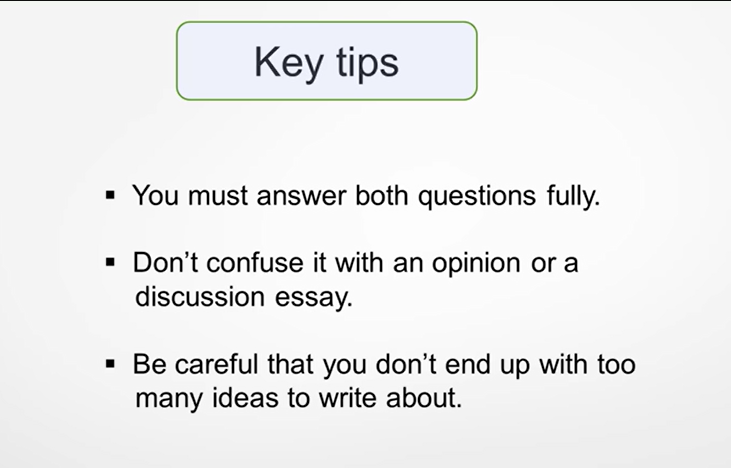 Key tips
▪ You must answer both questions fully.
▪ Don’t confuse it with an opinion or a
discussion essay.
▪ Be careful that you don’t end up with too
many ideas to write about.